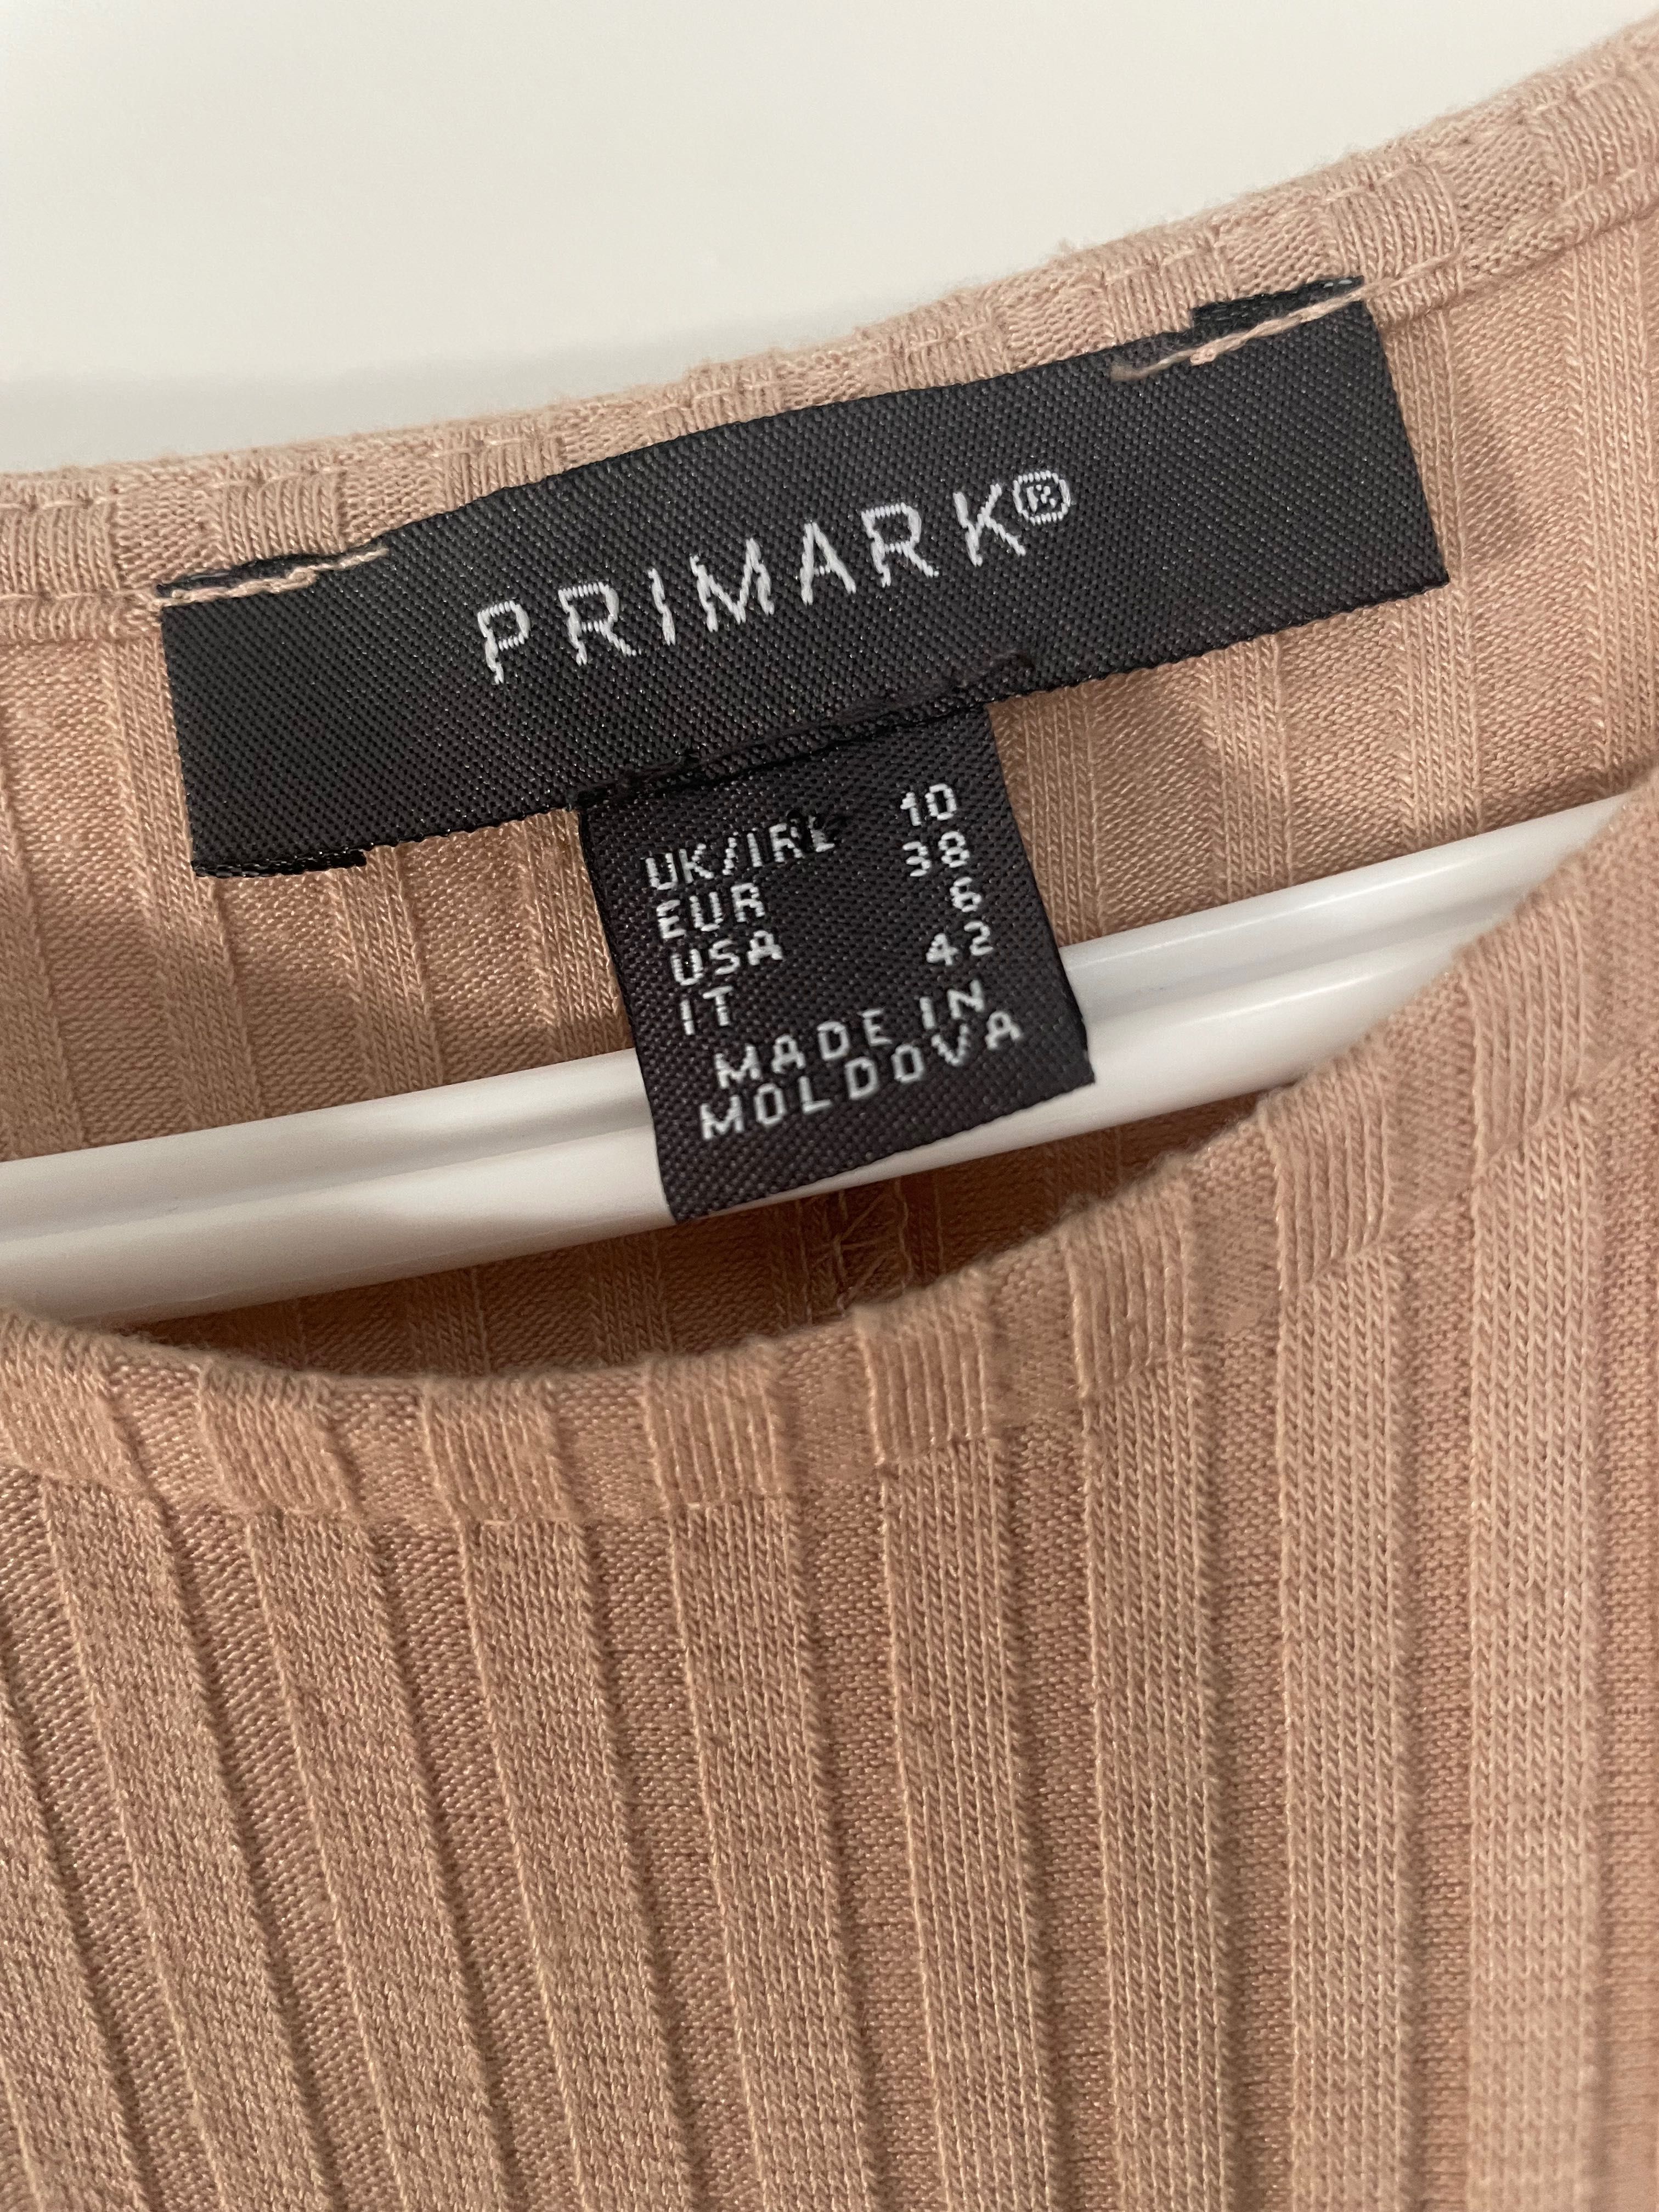 PRIMARK®
UK/IRL 10
EUR 38
USA 6
IT 42
MADE IN
MOLDOVA